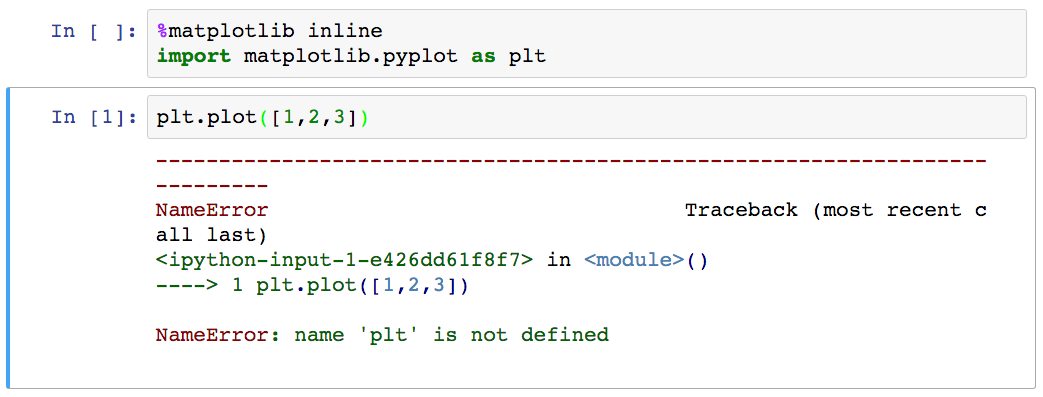 In [ ]: %matplotlib inline
import matplotlib.pyplot as plt
In [1]: plt.plot([1,2,3])
---------------------------------------------------------------------------
NameError                                 Traceback (most recent c
all last)
<ipython-input-1-e426dd61f8f7> in <module>()
----> 1 plt.plot([1,2,3])
NameError: name 'plt' is not defined